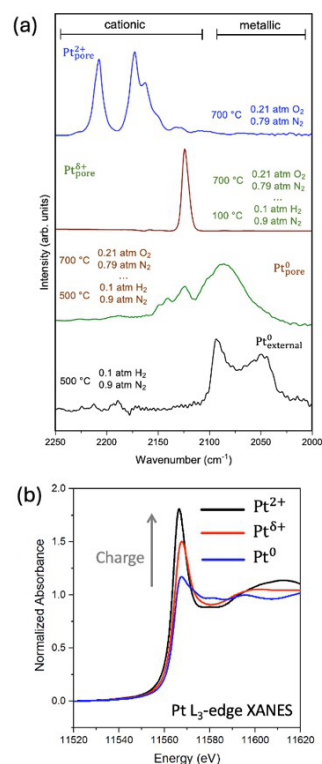 (a)
cationic
metallic
Pt²⁺pore
700 °C 0.21 atm O₂
0.79 atm N₂
Ptδ⁺pore
700 °C 0.21 atm O₂
0.79 atm N₂
...
100 °C 0.1 atm H₂
0.9 atm N₂
700 °C 0.21 atm O₂
0.79 atm N₂
...
500 °C 0.1 atm H₂
0.9 atm N₂
Pt⁰pore
Pt⁰external
500 °C 0.1 atm H₂
0.9 atm N₂
Intensity (arb. units)
2250 2200 2150 2100 2050 2000
Wavenumber (cm⁻¹)
(b)
2.0
1.5
1.0
0.5
0.0
Normalized Absorbance
Charge
Pt²⁺
Ptδ⁺
Pt⁰
Pt L₃-edge XANES
11520 11540 11560 11580 11600 11620
Energy (eV)